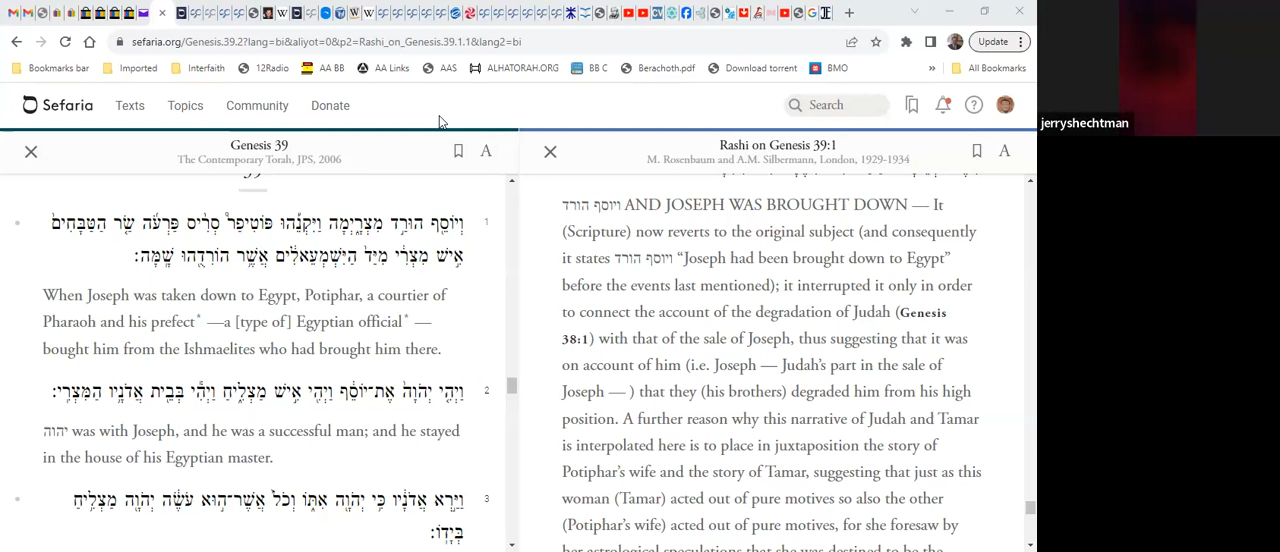 sefaria.org/Genesis.39.2?lang=bi&aliyot=0&p2=Rashi_on_Genesis.39.1.1&lang2=bi
Update
Bookmarks bar
Imported
Interfaith
12Radio
AA BB
AA Links
AAS
ALHATORAH.ORG
BB C
Berachoth.pdf
Download torrent
BMO
»
All Bookmarks
Sefaria
Texts
Topics
Community
Donate
Search
jerryshechtman
Genesis 39
The Contemporary Torah, JPS, 2006
A
1
וְיוֹסֵ֖ף הוּרַ֣ד מִצְרָ֑יְמָה וַיִּקְנֵ֡הוּ פּוֹטִיפַר֩ סְרִ֨יס פַּרְעֹ֜ה שַׂ֤ר הַטַּבָּחִים֙
אִ֣ישׁ מִצְרִ֔י מִיַּד֙ הַיִּשְׁמְעֵאלִ֔ים אֲשֶׁ֥ר הוֹרִדֻ֖הוּ שָֽׁמָּה׃
When Joseph was taken down to Egypt, Potiphar, a courtier of
Pharaoh and his prefect* —a [type of] Egyptian official* —
bought him from the Ishmaelites who had brought him there.
2
וַיְהִ֤י יְהֹוָה֙ אֶת־יוֹסֵ֔ף וַיְהִ֖י אִ֣ישׁ מַצְלִ֑יחַ וַיְהִ֕י בְּבֵ֥ית אֲדֹנָ֖יו הַמִּצְרִֽי׃
יהוה was with Joseph, and he was a successful man; and he stayed
in the house of his Egyptian master.
3
וַיַּ֣רְא אֲדֹנָ֔יו כִּ֥י יְהֹוָ֖ה אִתּ֑וֹ וְכֹל֙ אֲשֶׁר־ה֣וּא עֹשֶׂ֔ה יְהֹוָ֖ה מַצְלִ֥יחַ
בְּיָדֽוֹ׃
Rashi on Genesis 39:1
M. Rosenbaum and A.M. Silbermann, London, 1929-1934
A
ויוסף הורד AND JOSEPH WAS BROUGHT DOWN — It
(Scripture) now reverts to the original subject (and consequently
it states ויוסף הורד “Joseph had been brought down to Egypt”
before the events last mentioned); it interrupted it only in order
to connect the account of the degradation of Judah (Genesis
38:1) with that of the sale of Joseph, thus suggesting that it was
on account of him (i.e. Joseph — Judah’s part in the sale of
Joseph — ) that they (his brothers) degraded him from his high
position. A further reason why this narrative of Judah and Tamar
is interpolated here is to place in juxtaposition the story of
Potiphar’s wife and the story of Tamar, suggesting that just as this
woman (Tamar) acted out of pure motives so also the other
(Potiphar’s wife) acted out of pure motives, for she foresaw by
her astrological speculations that she was destined to be the